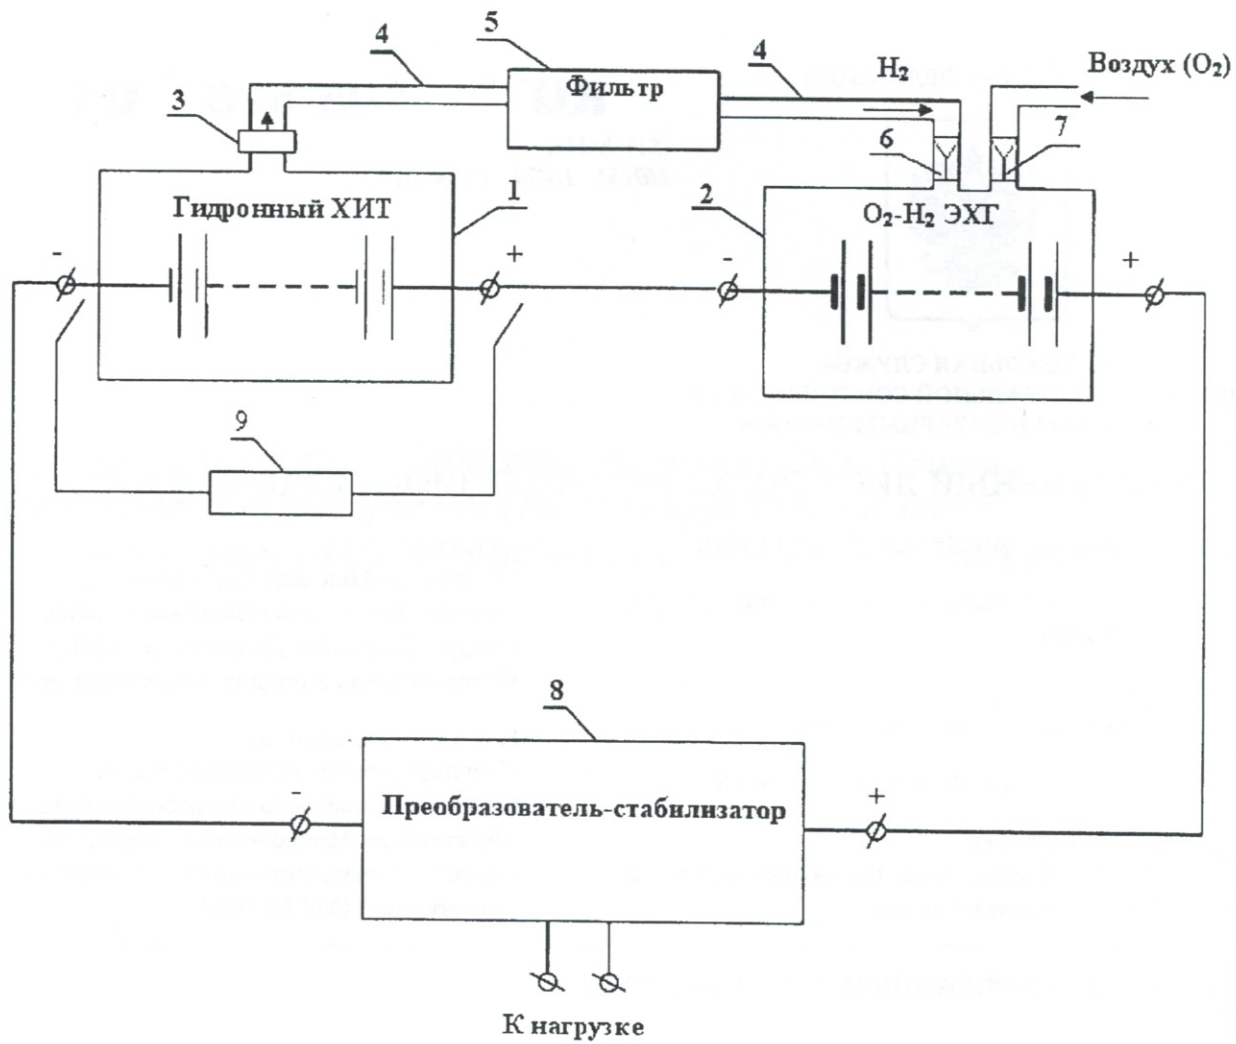 5
4
4
H₂
Воздух (O₂)
Фильтр
3
6
7
Гидронный ХИТ
1
2
O₂-H₂ ЭХГ
-
+
-
+
9
8
-
Преобразователь-стабилизатор
+
К нагрузке